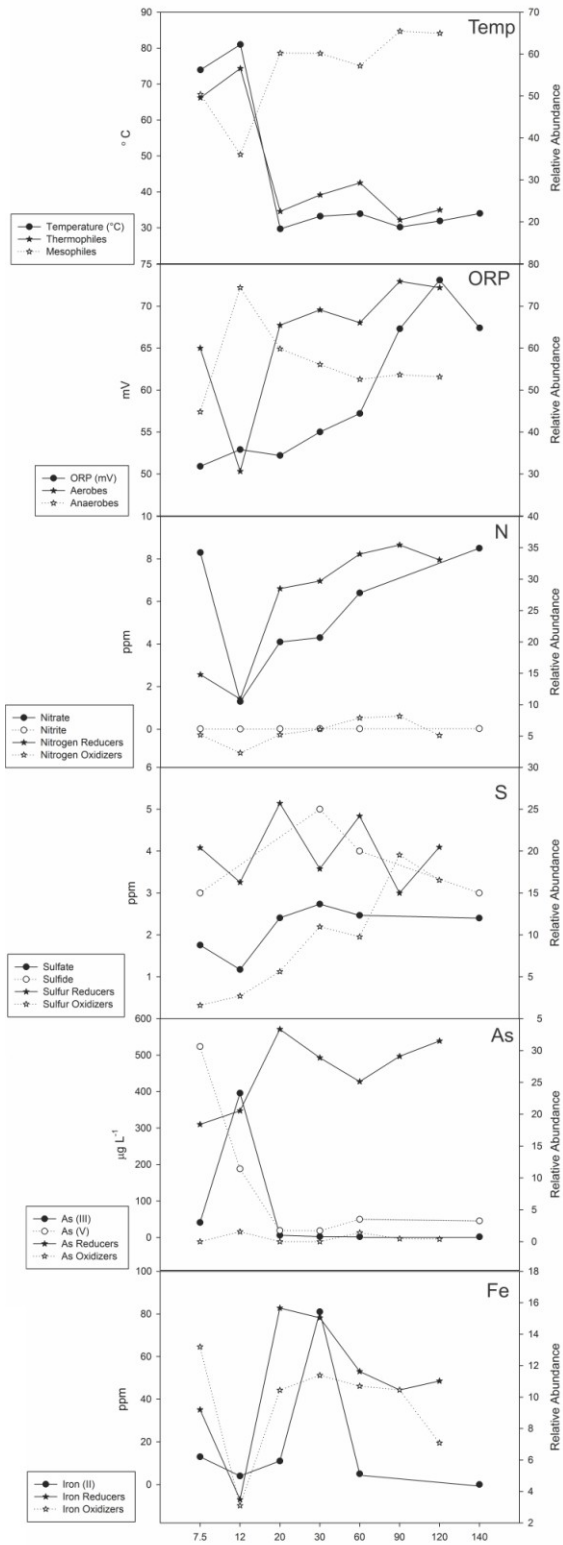 Temp
90
80
70
60
50
40
30
° C
70
60
50
40
30
20
10
Relative Abundance
Temperature (°C)
Thermophiles
Mesophiles
ORP
75
70
65
60
55
50
mV
80
70
60
50
40
30
20
Relative Abundance
ORP (mV)
Aerobes
Anaerobes
N
10
8
6
4
2
0
ppm
40
35
30
25
20
15
10
5
Relative Abundance
Nitrate
Nitrite
Nitrogen Reducers
Nitrogen Oxidizers
S
6
5
4
3
2
1
ppm
30
25
20
15
10
5
Relative Abundance
Sulfate
Sulfide
Sulfur Reducers
Sulfur Oxidizers
As
600
500
400
300
200
100
0
µg L-1
5
30
25
20
15
10
5
0
Relative Abundance
As (III)
As (V)
As Reducers
As Oxidizers
Fe
100
80
60
40
20
0
ppm
18
16
14
12
10
8
6
4
2
Relative Abundance
Iron (II)
Iron Reducers
Iron Oxidizers
7.5 12 20 30 60 90 120 140